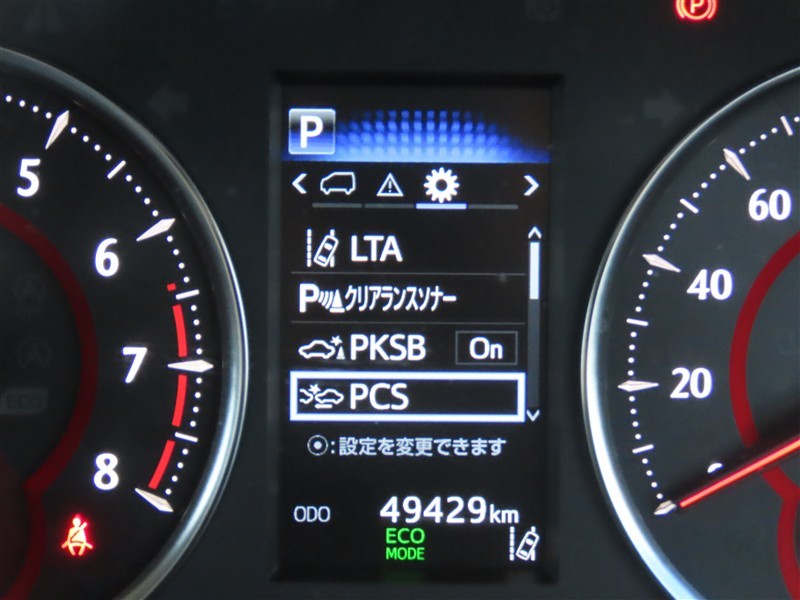 P
P
5
6
7
8
LTA
Pクリアランスソナー
PKSB On
PCS
:設定を変更できます
ODO 49429km
ECO
MODE
60
40
20
ECO